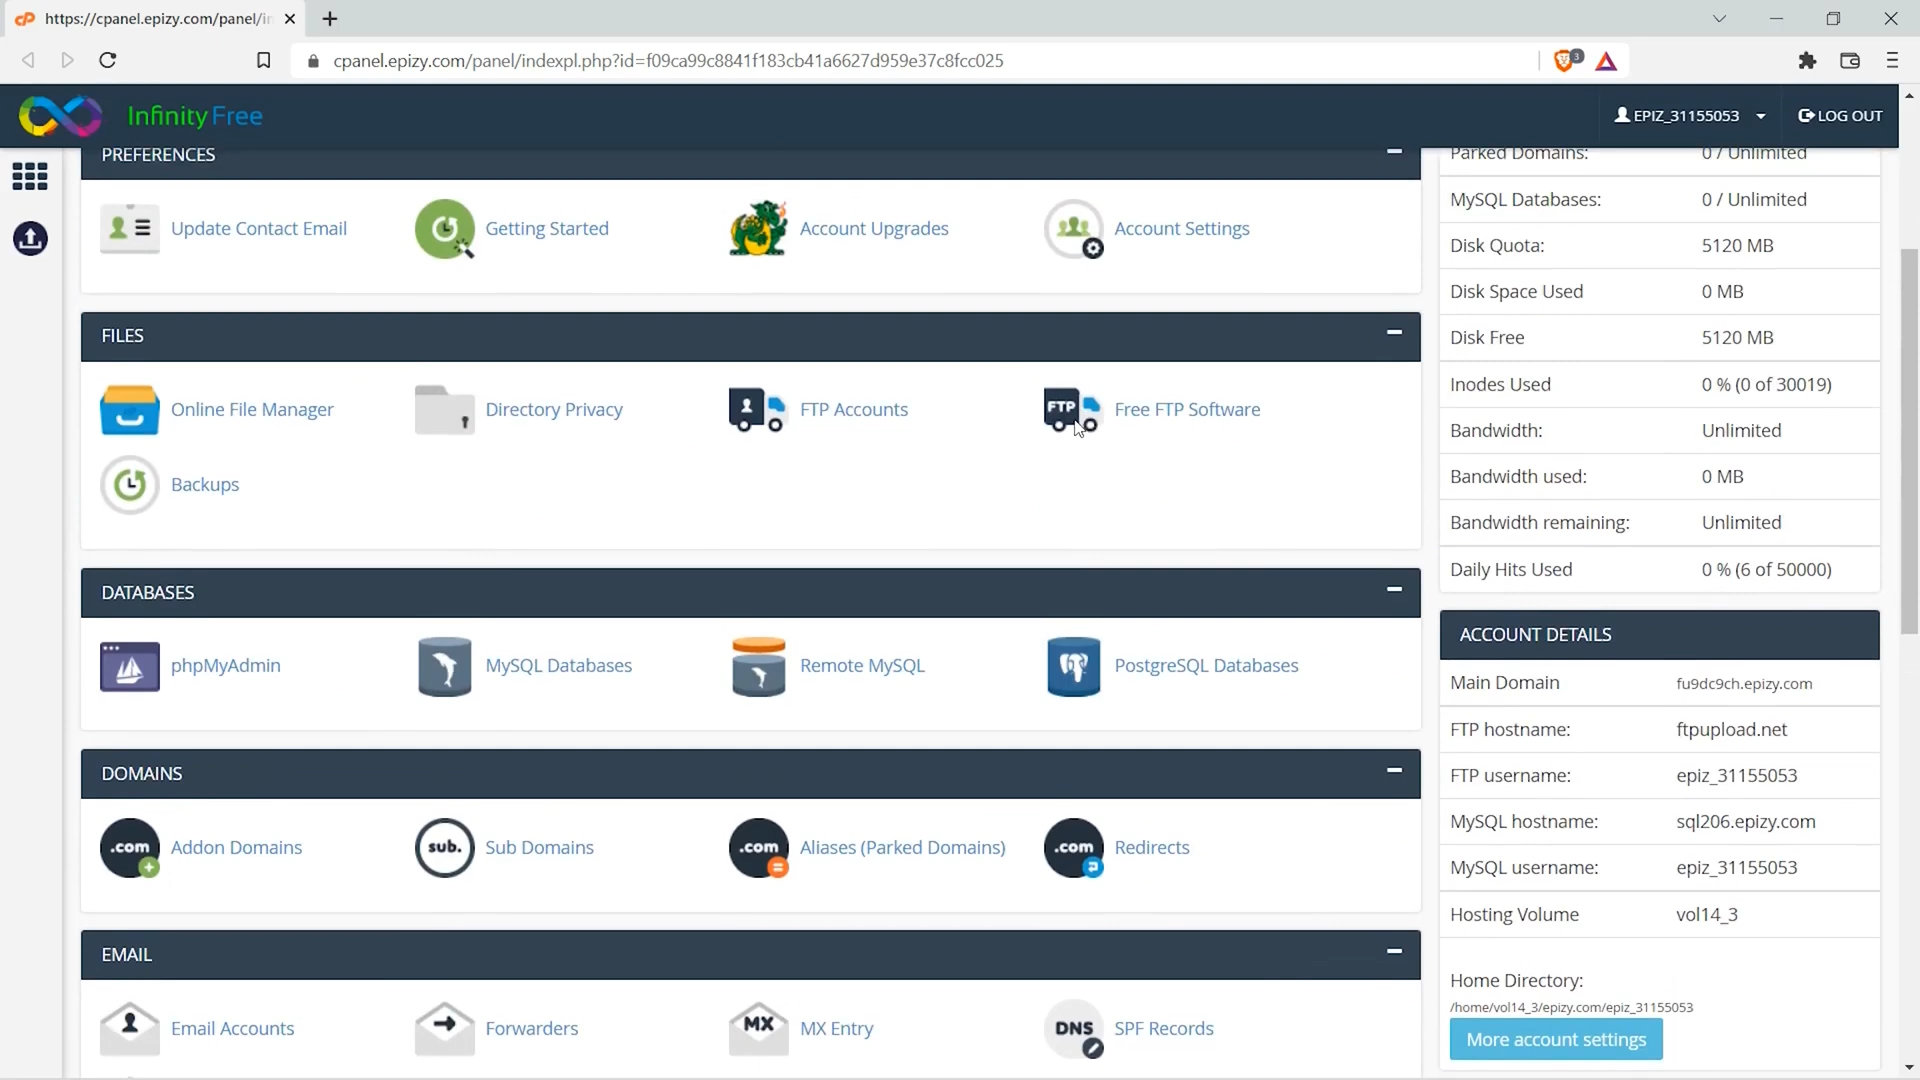 https://cpanel.epizy.com/panel/in
cpanel.epizy.com/panel/indexpl.php?id=f09ca99c8841f183cb41a6627d959e37c8fcc025
3
InfinityFree
EPIZ_31155053
LOG OUT
PREFERENCES
Update Contact Email
Getting Started
Account Upgrades
Account Settings
FILES
Online File Manager
Directory Privacy
FTP Accounts
FTP
Free FTP Software
Backups
DATABASES
phpMyAdmin
MySQL Databases
Remote MySQL
PostgreSQL Databases
DOMAINS
.com
Addon Domains
sub.
Sub Domains
.com
Aliases (Parked Domains)
.com
Redirects
EMAIL
Email Accounts
Forwarders
MX
MX Entry
DNS
SPF Records
Parked Domains: 0 / Unlimited
MySQL Databases: 0 / Unlimited
Disk Quota: 5120 MB
Disk Space Used 0 MB
Disk Free 5120 MB
Inodes Used 0 % (0 of 30019)
Bandwidth: Unlimited
Bandwidth used: 0 MB
Bandwidth remaining: Unlimited
Daily Hits Used 0 % (6 of 50000)
ACCOUNT DETAILS
Main Domain fu9dc9ch.epizy.com
FTP hostname: ftpupload.net
FTP username: epiz_31155053
MySQL hostname: sql206.epizy.com
MySQL username: epiz_31155053
Hosting Volume vol14_3
Home Directory:
/home/vol14_3/epizy.com/epiz_31155053
More account settings